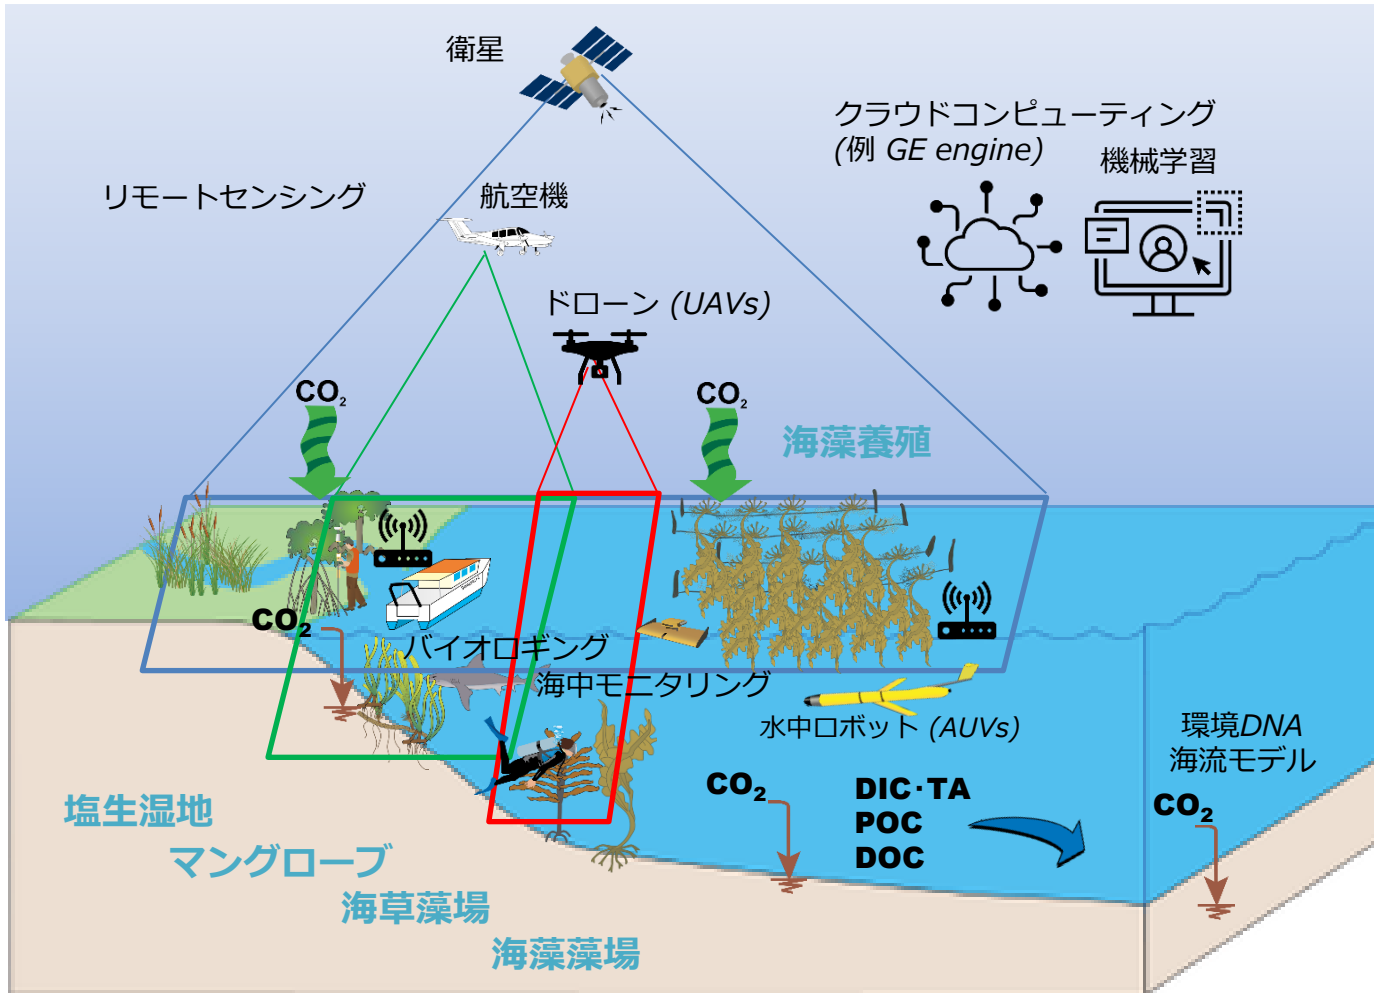 衛星
クラウドコンピューティング
(例 GE engine)
機械学習
リモートセンシング
航空機
ドローン (UAVs)
CO₂
CO₂
海藻養殖
CO₂
バイオロギング
海中モニタリング
水中ロボット (AUVs)
環境DNA
海流モデル
CO₂
DIC・TA
POC
DOC
CO₂
塩生湿地
マングローブ
海草藻場
海藻藻場